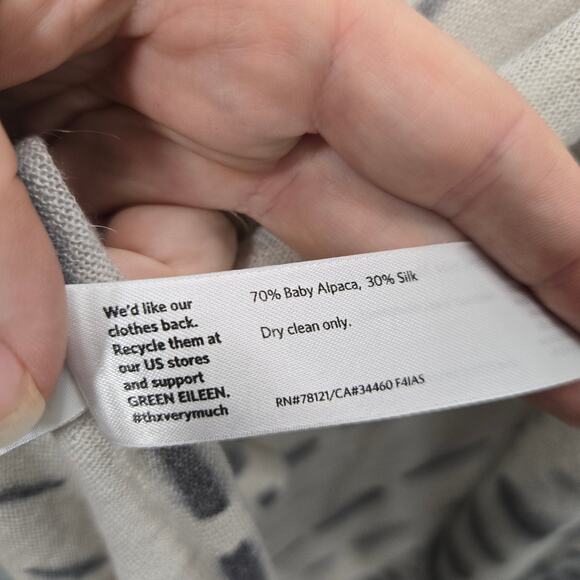 We'd like our
clothes back.
Recycle them at
our US stores
and support
GREEN EILEEN.
#thxverymuch
70% Baby Alpaca, 30% Silk
Dry clean only.
RN#78121/CA#34460 F4IAS